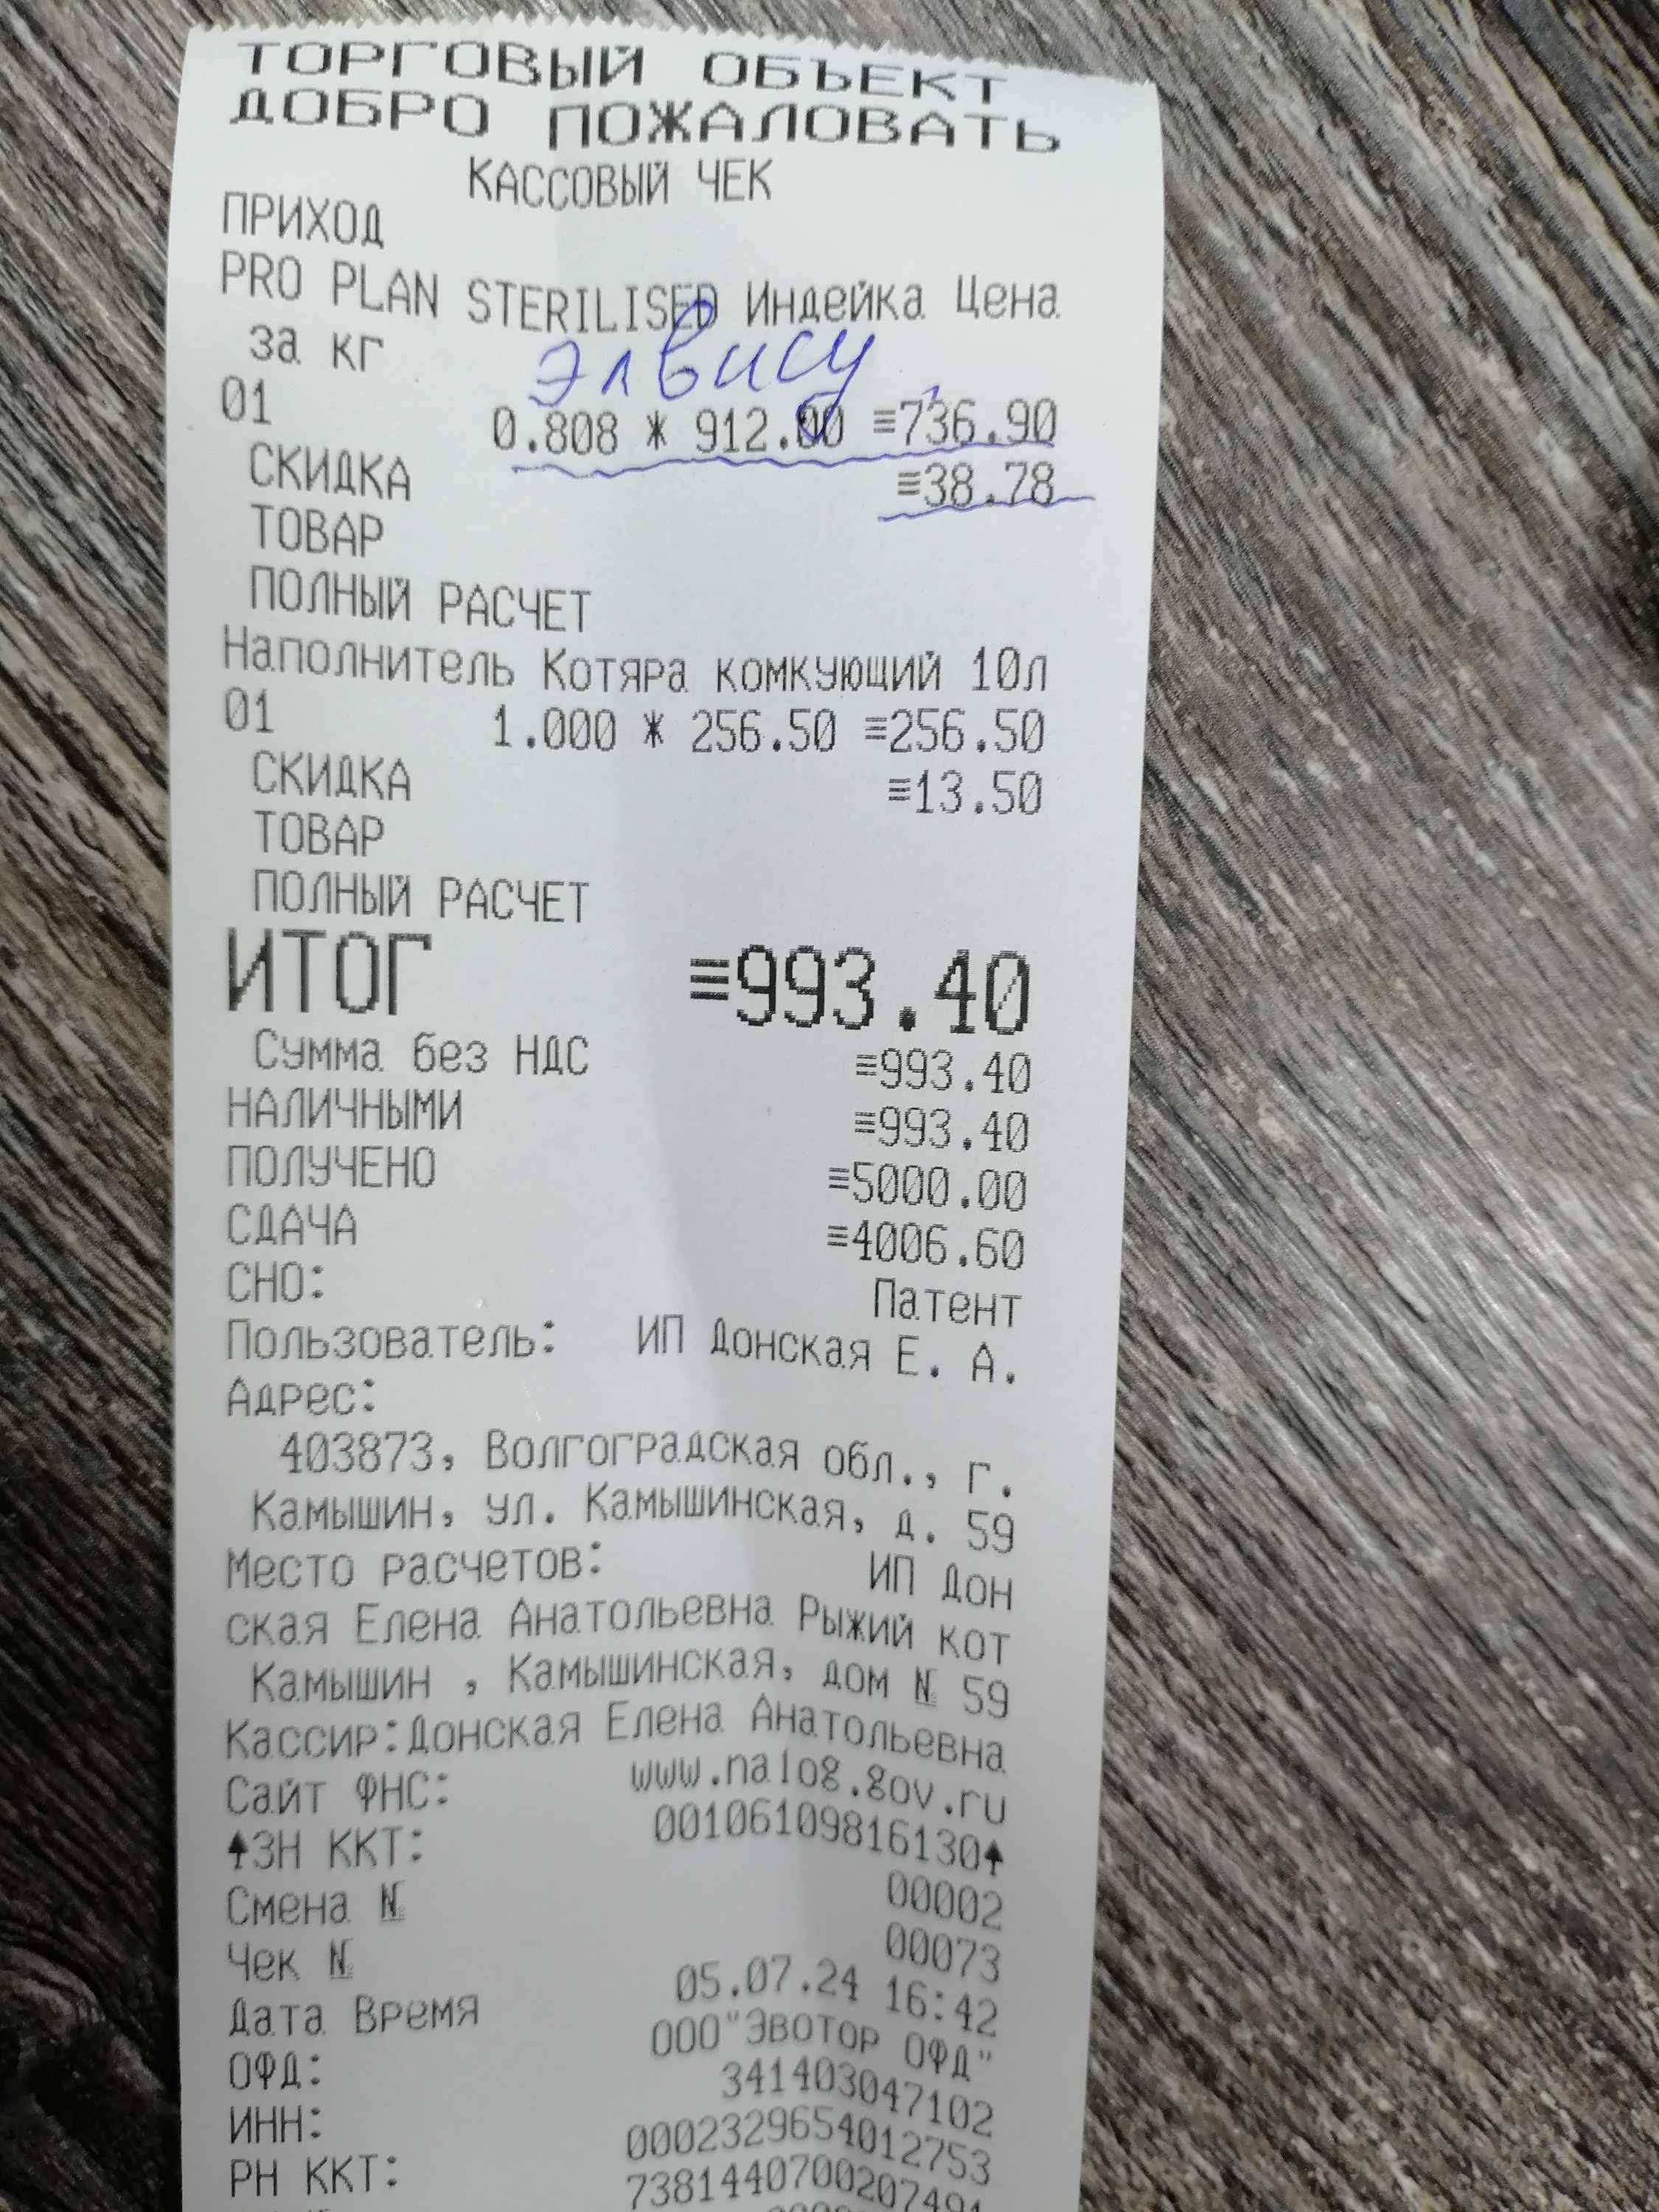 ТОРГОВЫЙ ОБЪЕКТ
ДОБРО ПОЖАЛОВАТЬ
КАССОВЫЙ ЧЕК
ПРИХОД
PRO PLAN STERILISED Индейка Цена
за кг
Элвису
01 0.808 * 912.00 ≡736.90
СКИДКА ≡38.78
ТОВАР
ПОЛНЫЙ РАСЧЕТ
Наполнитель Котяра комкующий 10л
01 1.000 * 256.50 ≡256.50
СКИДКА ≡13.50
ТОВАР
ПОЛНЫЙ РАСЧЕТ
ИТОГ ≡993.40
Сумма без НДС ≡993.40
НАЛИЧНЫМИ ≡993.40
ПОЛУЧЕНО ≡5000.00
СДАЧА ≡4006.60
СНО: Патент
Пользователь: ИП Донская Е. А.
Адрес:
403873, Волгоградская обл., г.
Камышин, ул. Камышинская, д. 59
Место расчетов: ИП Дон
ская Елена Анатольевна Рыжий кот
Камышин , Камышинская, дом № 59
Кассир:Донская Елена Анатольевна
Сайт ФНС: www.nalog.gov.ru
↑ЗН ККТ: 00106109816130↑
Смена № 00002
Чек № 00073
Дата Время 05.07.24 16:42
ОФД: ООО"Эвотор ОФД"
ИНН: 341403047102
РН ККТ: 0002329654012753
7381440700207491